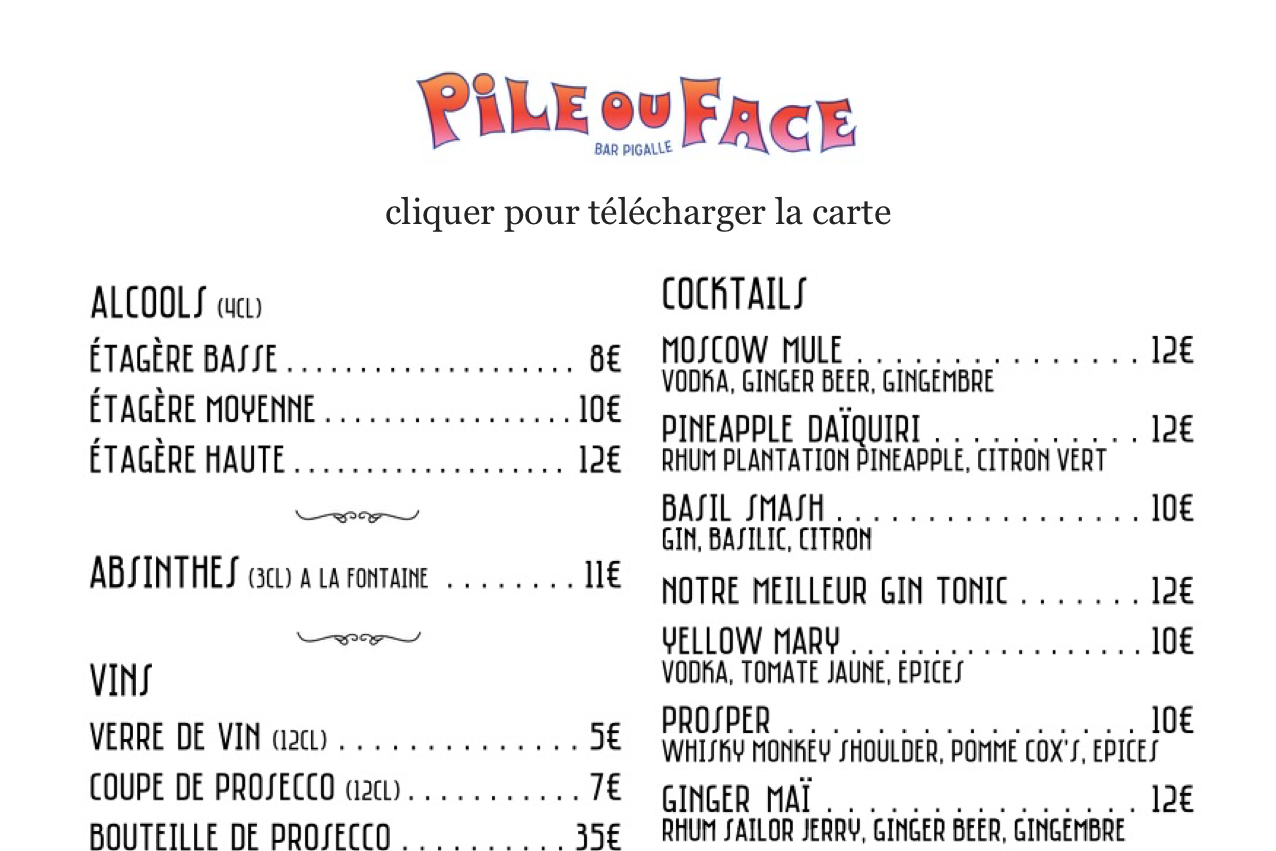 PiLE OU FACE
BAR PIGALLE
cliquer pour télécharger la carte
ALCOOLS (4CL)
ÉTAGÈRE BASSE . . . . . . . . . . . . . . . . . . . . 8€
ÉTAGÈRE MOYENNE . . . . . . . . . . . . . . . . . 10€
ÉTAGÈRE HAUTE . . . . . . . . . . . . . . . . . . . 12€
ABSINTHES (3CL) A LA FONTAINE . . . . . . . . . 11€
VINS
VERRE DE VIN (12CL) . . . . . . . . . . . . . . . . . 5€
COUPE DE PROSECCO (12CL) . . . . . . . . . . . . 7€
BOUTEILLE DE PROSECCO . . . . . . . . . . 35€
COCKTAILS
MOSCOW MULE . . . . . . . . . . . . . . . 12€
VODKA, GINGER BEER, GINGEMBRE
PINEAPPLE DAÏQUIRI . . . . . . . . . . . 12€
RHUM PLANTATION PINEAPPLE, CITRON VERT
BASIL SMASH . . . . . . . . . . . . . . . . . 10€
GIN, BASILIC, CITRON
NOTRE MEILLEUR GIN TONIC . . . . . . . 12€
YELLOW MARY . . . . . . . . . . . . . . . . . . 10€
VODKA, TOMATE JAUNE, EPICES
PROSPER . . . . . . . . . . . . . . . . . . 10€
WHISKY MONKEY SHOULDER, POMME COX'S, EPICES
GINGER MAÏ . . . . . . . . . . . . . . . . 12€
RHUM SAILOR JERRY, GINGER BEER, GINGEMBRE